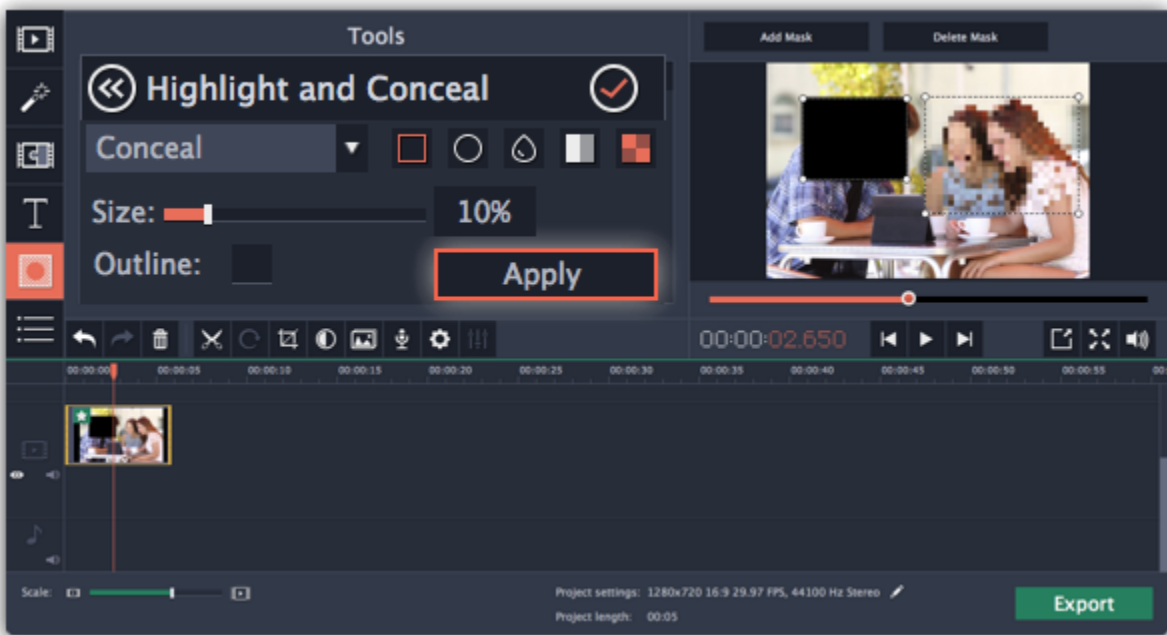 Tools
Add Mask
Delete Mask
Highlight and Conceal
Conceal
Size:
10%
Outline:
Apply
T
00:00:02.650
00:00:00
00:00:05
00:00:10
00:00:15
00:00:20
00:00:25
00:00:30
00:00:35
00:00:40
00:00:45
00:00:50
00:00:55
00:
Scale:
Project settings: 1280x720 16:9 29.97 FPS, 44100 Hz Stereo
Project length: 00:05
Export